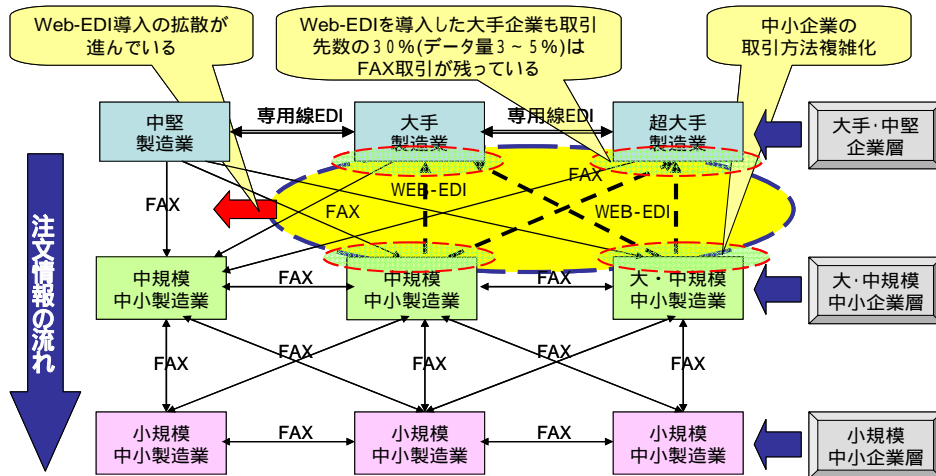 Web-EDI導入の拡散が
進んでいる
Web-EDIを導入した大手企業も取引
先数の30%(データ量3~5%)は
FAX取引が残っている
中小企業の
取引方法複雑化
中堅
製造業
専用線EDI
大手
製造業
専用線EDI
超大手
製造業
大手・中堅
企業層
FAX
FAX
WEB-EDI
FAX
WEB-EDI
注文情報の流れ
中規模
中小製造業
FAX
中規模
中小製造業
FAX
大・中規模
中小製造業
大・中規模
中小企業層
FAX
FAX
FAX
FAX
FAX
小規模
中小製造業
FAX
小規模
中小製造業
FAX
小規模
中小製造業
小規模
中小企業層